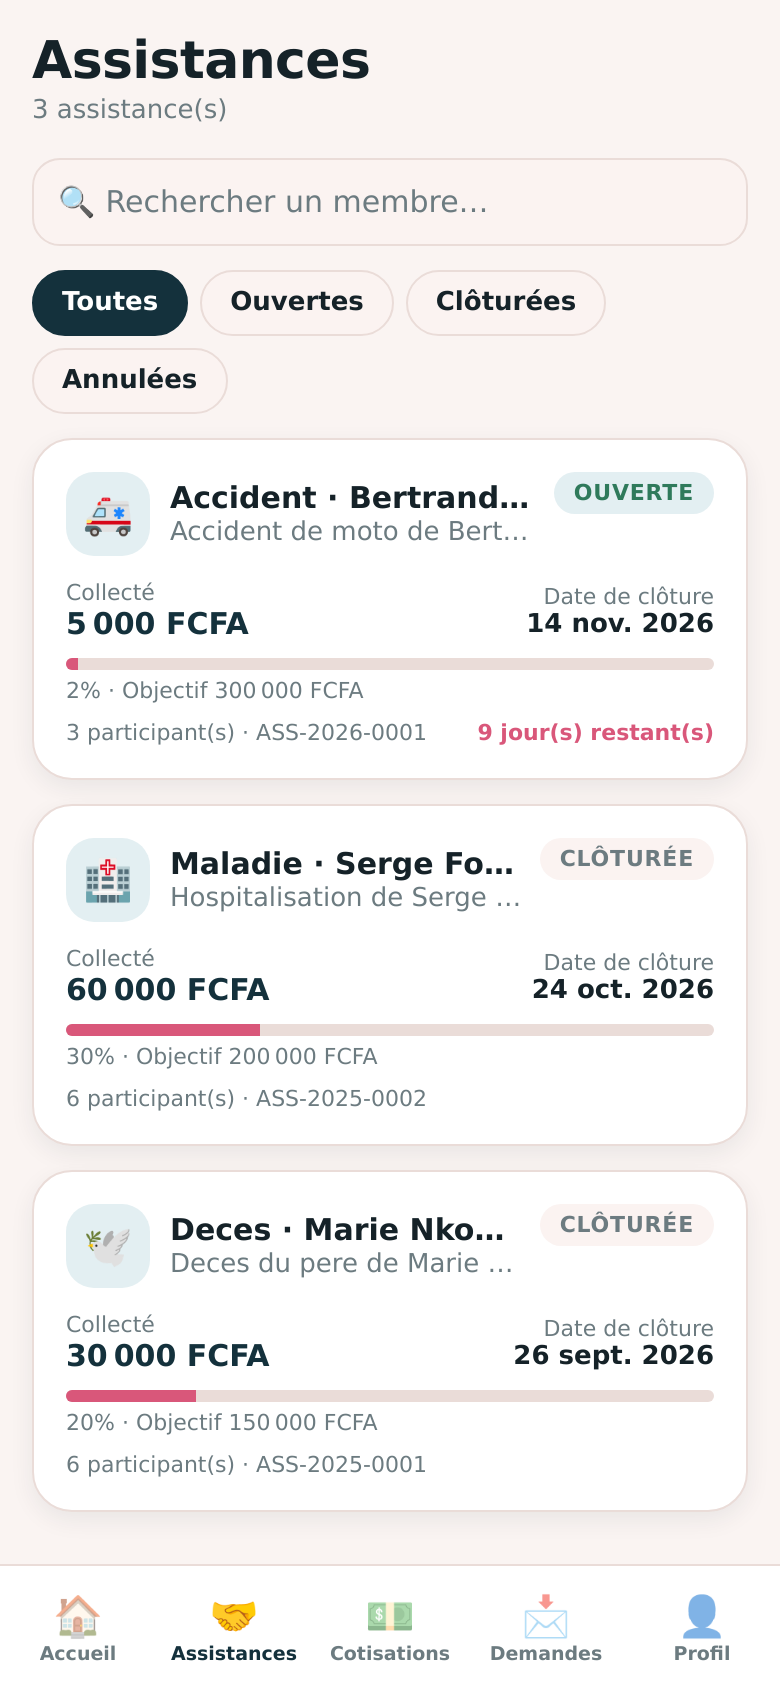 Assistances
3 assistance(s)
Rechercher un membre...
Toutes
Ouvertes
Clôturées
Annulées
Accident · Bertrand...
OUVERTE
Accident de moto de Bert...
Collecté
Date de clôture
5 000 FCFA
14 nov. 2026
2% · Objectif 300 000 FCFA
3 participant(s) · ASS-2026-0001
9 jour(s) restant(s)
Maladie · Serge Fo...
CLÔTURÉE
Hospitalisation de Serge ...
Collecté
Date de clôture
60 000 FCFA
24 oct. 2026
30% · Objectif 200 000 FCFA
6 participant(s) · ASS-2025-0002
Deces · Marie Nko...
CLÔTURÉE
Deces du pere de Marie ...
Collecté
Date de clôture
30 000 FCFA
26 sept. 2026
20% · Objectif 150 000 FCFA
6 participant(s) · ASS-2025-0001
Accueil
Assistances
Cotisations
Demandes
Profil